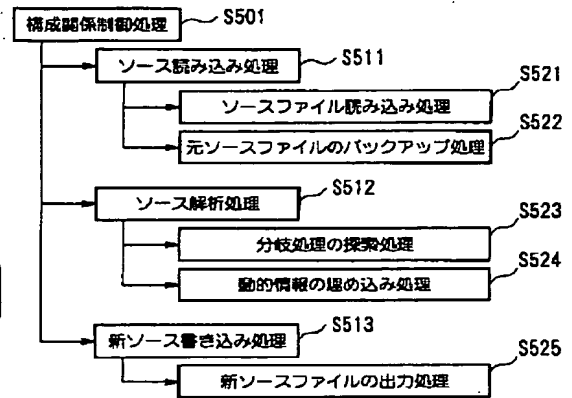 構成関係制御処理 S501
ソース読み込み処理 S511
ソースファイル読み込み処理 S521
元ソースファイルのバックアップ処理 S522
ソース解析処理 S512
分岐処理の探索処理 S523
動的情報の埋め込み処理 S524
新ソース書き込み処理 S513
新ソースファイルの出力処理 S525